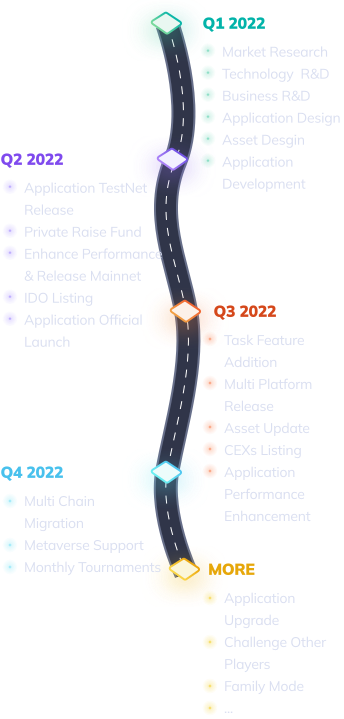 Q1 2022
Market Research
Technology R&D
Business R&D
Application Design
Asset Desgin
Application
Development
Q2 2022
Application TestNet
Release
Private Raise Fund
Enhance Performance
& Release Mainnet
IDO Listing
Application Official
Launch
Q3 2022
Task Feature
Addition
Multi Platform
Release
Asset Update
CEXs Listing
Application
Performance
Enhancement
Q4 2022
Multi Chain
Migration
Metaverse Support
Monthly Tournaments
MORE
Application
Upgrade
Challenge Other
Players
Family Mode
...